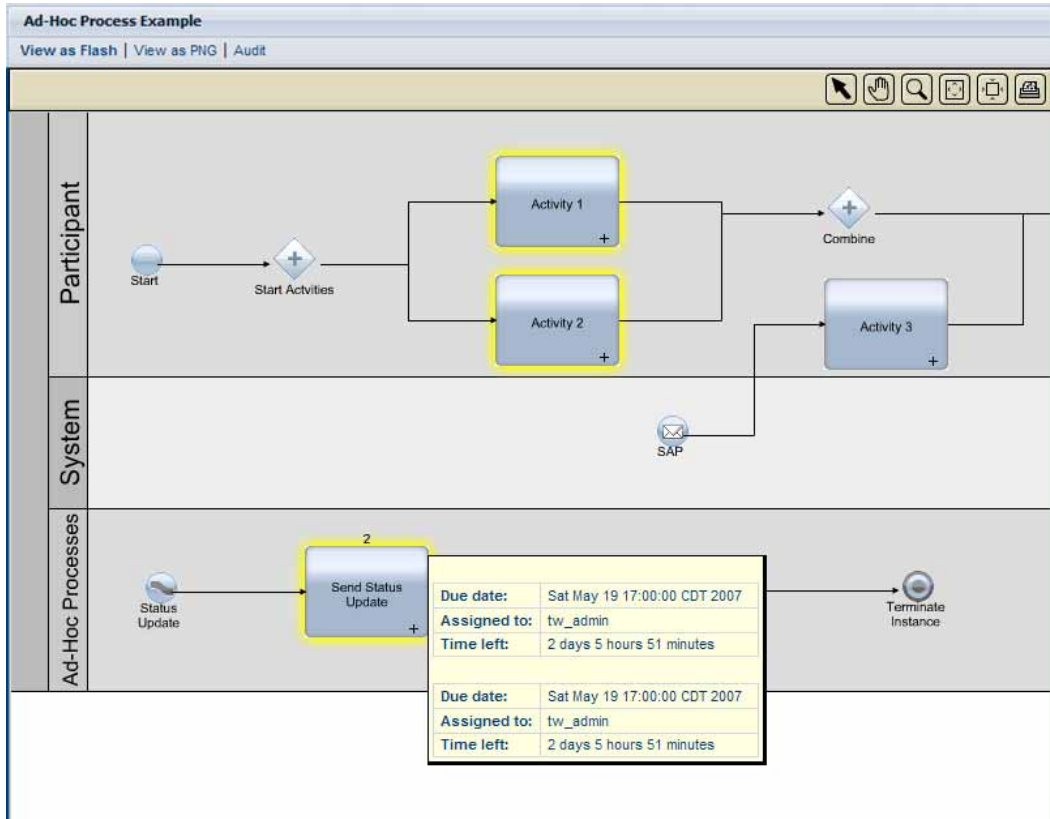 Ad-Hoc Process Example
View as Flash | View as PNG | Audit
Participant
Start
Start Actvities
Activity 1
Activity 2
Combine
Activity 3
System
SAP
Ad-Hoc Processes
Status
Update
2
Send Status
Update
Due date: Sat May 19 17:00:00 CDT 2007
Assigned to: tw_admin
Time left: 2 days 5 hours 51 minutes
Due date: Sat May 19 17:00:00 CDT 2007
Assigned to: tw_admin
Time left: 2 days 5 hours 51 minutes
Terminate
Instance